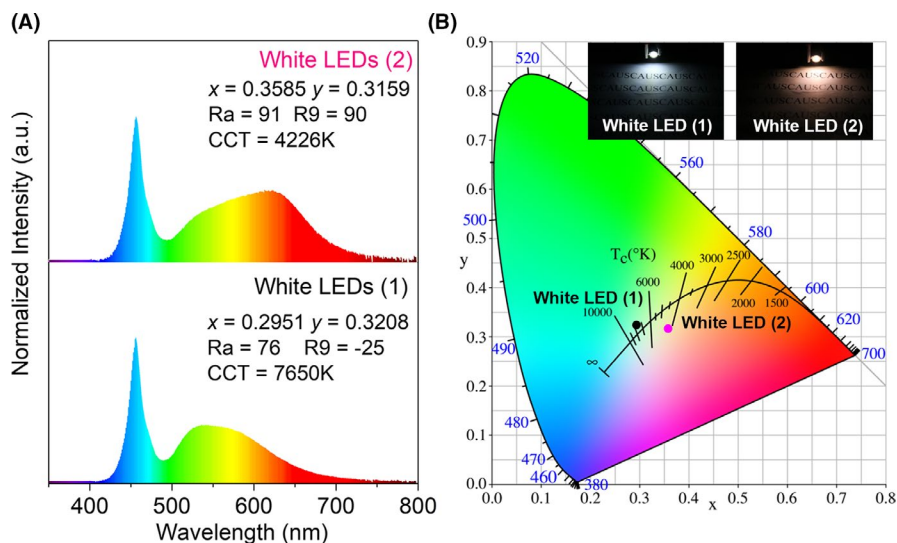 (A)
White LEDs (2)
x = 0.3585 y = 0.3159
Ra = 91 R9 = 90
CCT = 4226K
White LEDs (1)
x = 0.2951 y = 0.3208
Ra = 76 R9 = -25
CCT = 7650K
Normalized Intensity (a.u.)
400 500 600 700 800
Wavelength (nm)
(B)
0.9
0.8
0.7
0.6
0.5
0.4
0.3
0.2
0.1
0.0
y
0.0 0.1 0.2 0.3 0.4 0.5 0.6 0.7 0.8
x
520
560
580
600
620
700
500
490
480
470
460
380
Tc(°K)
∞
10000
6000
4000
3000
2500
2000
1500
White LED (1)
White LED (2)
White LED (1)
White LED (2)